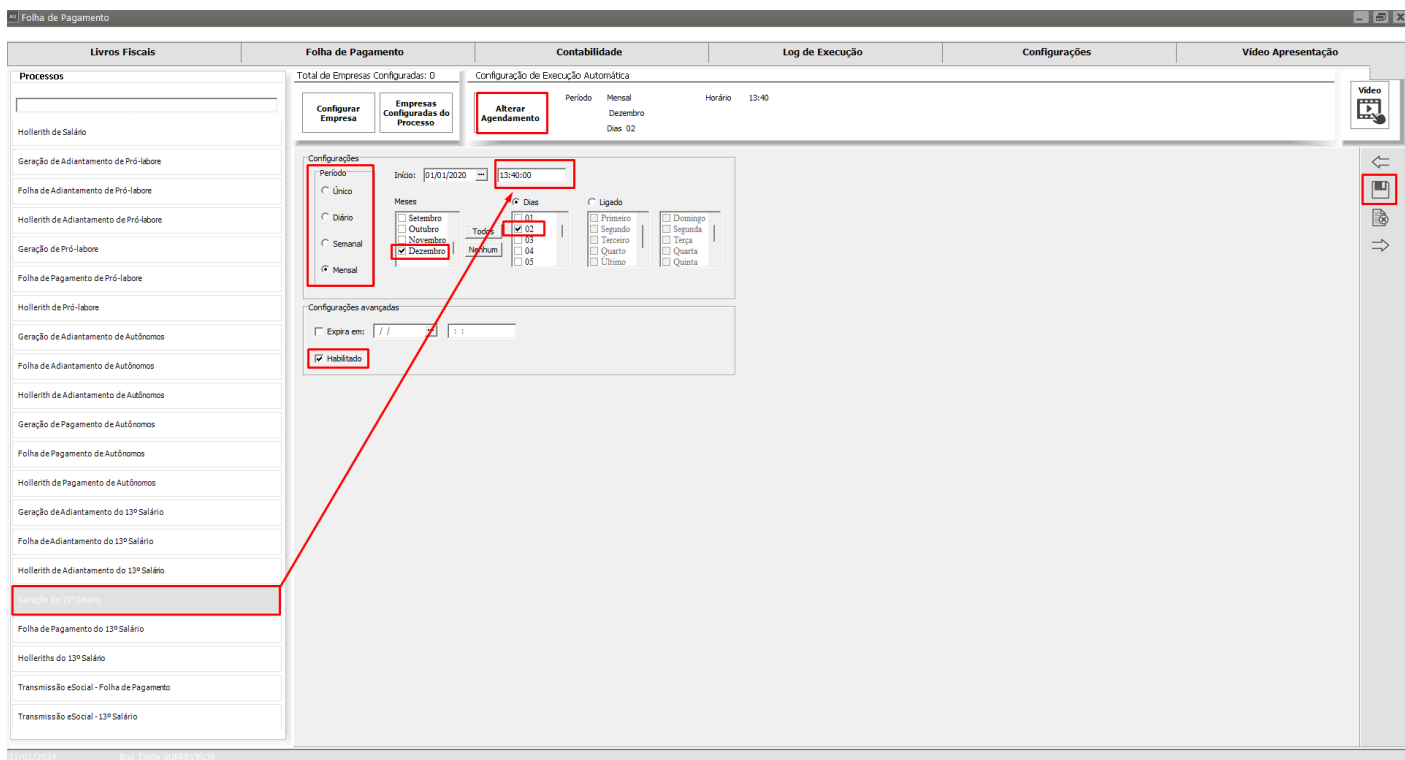 AU Folha de Pagamento
Livros Fiscais
Folha de Pagamento
Contabilidade
Log de Execução
Configurações
Vídeo Apresentação
Processos
Hollerith de Salário
Geração de Adiantamento de Pró-labore
Folha de Adiantamento de Pró-labore
Hollerith de Adiantamento de Pró-labore
Geração de Pró-labore
Folha de Pagamento de Pró-labore
Hollerith de Pró-labore
Geração de Adiantamento de Autônomos
Folha de Adiantamento de Autônomos
Hollerith de Adiantamento de Autônomos
Geração de Pagamento de Autônomos
Folha de Pagamento de Autônomos
Hollerith de Pagamento de Autônomos
Geração de Adiantamento do 13º Salário
Folha de Adiantamento do 13º Salário
Hollerith de Adiantamento do 13º Salário
Geração do 13º Salário
Folha de Pagamento do 13º Salário
Holleriths do 13º Salário
Transmissão eSocial - Folha de Pagamento
Transmissão eSocial - 13º Salário
Total de Empresas Configuradas: 0
Configurar
Empresa
Empresas
Configuradas do
Processo
Configuração de Execução Automática
Alterar
Agendamento
Período Mensal Horário 13:40
Dezembro
Dias 02
Vídeo
Configurações
Período
Único
Diário
Semanal
Mensal
Início: 01/01/2020 ... 13:40:00
Meses
Setembro
Outubro
Novembro
Dezembro
Todos
Nenhum
Dias
01
02
03
04
05
Ligado
Primeiro
Segundo
Terceiro
Quarto
Último
Domingo
Segunda
Terça
Quarta
Quinta
Configurações avançadas
Expira em: / / ... : :
Habilitado
Boa Tarde SUPERVISOR